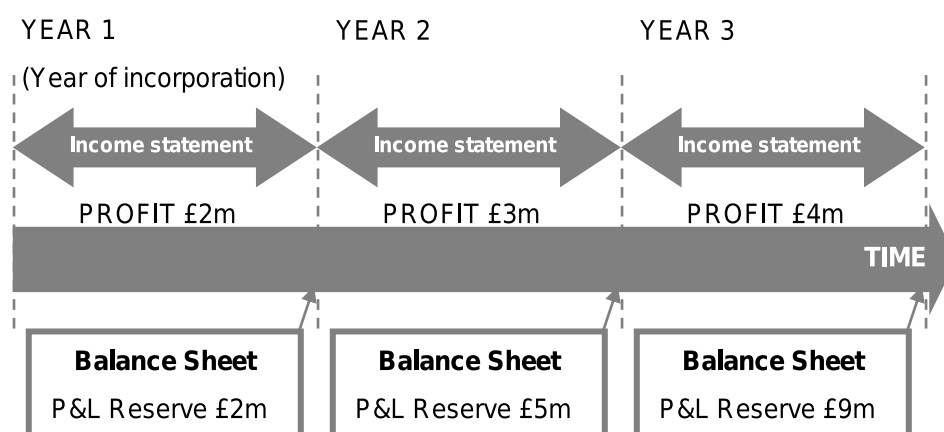 YEAR 1
YEAR 2
YEAR 3
(Year of incorporation)
Income statement
Income statement
Income statement
PROFIT £2m
PROFIT £3m
PROFIT £4m
TIME
Balance Sheet
P&L Reserve £2m
Balance Sheet
P&L Reserve £5m
Balance Sheet
P&L Reserve £9m